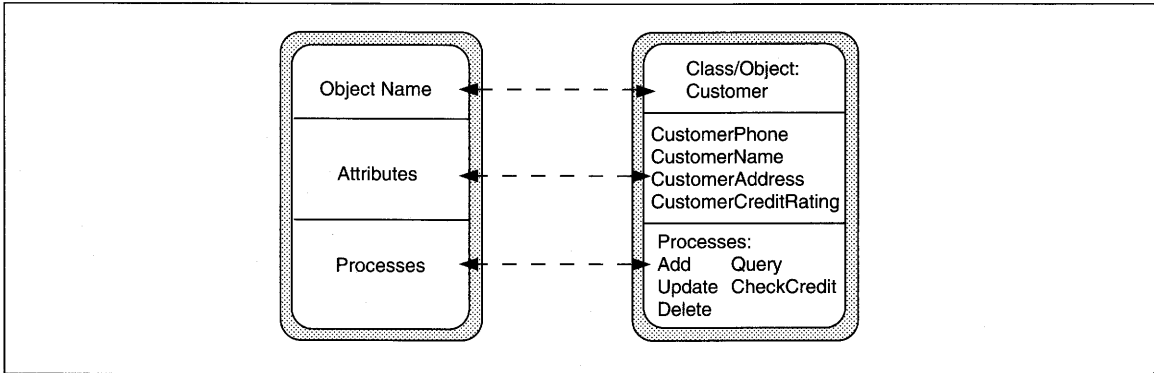 Object Name
Attributes
Processes
Class/Object:
Customer
CustomerPhone
CustomerName
CustomerAddress
CustomerCreditRating
Processes:
Add Query
Update CheckCredit
Delete